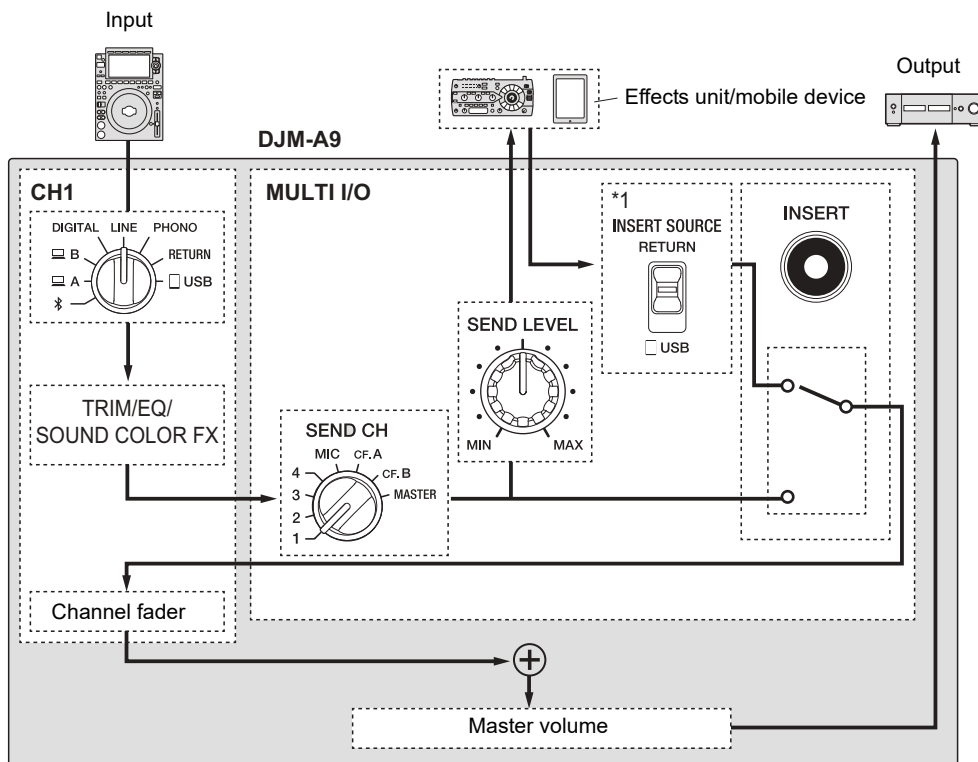 Input
Output
Effects unit/mobile device
DJM-A9
CH1
MULTI I/O
DIGITAL LINE PHONO
B
RETURN
A
USB
*1
INSERT SOURCE
RETURN
USB
INSERT
SEND LEVEL
MIN MAX
TRIM/EQ/
SOUND COLOR FX
SEND CH
MIC CF. A
4
CF. B
3
MASTER
2
1
Channel fader
Master volume